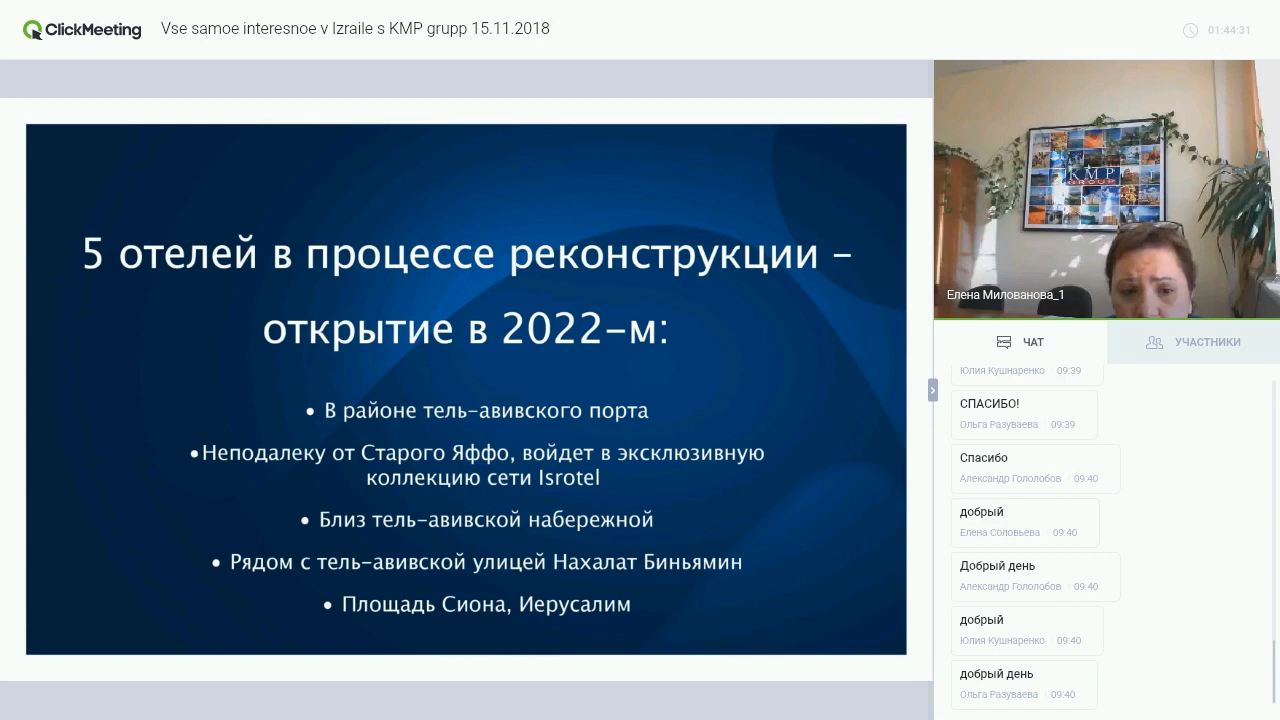 ClickMeeting
Vse samoe interesnoe v Izraile s KMP grupp 15.11.2018
01:44:31
5 отелей в процессе реконструкции –
открытие в 2022–м:
• В районе тель–авивского порта
• Неподалеку от Старого Яффо, войдет в эксклюзивную
коллекцию сети Isrotel
• Близ тель–авивской набережной
• Рядом с тель–авивской улицей Нахалат Биньямин
• Площадь Сиона, Иерусалим
KMP
GROUP
Елена Милованова_1
ЧАТ
УЧАСТНИКИ
Юлия Кушнаренко 09:39
СПАСИБО!
Ольга Разуваева 09:39
Спасибо
Александр Гололобов 09:40
добрый
Елена Соловьева 09:40
Добрый день
Александр Гололобов 09:40
добрый
Юлия Кушнаренко 09:40
добрый день
Ольга Разуваева 09:40